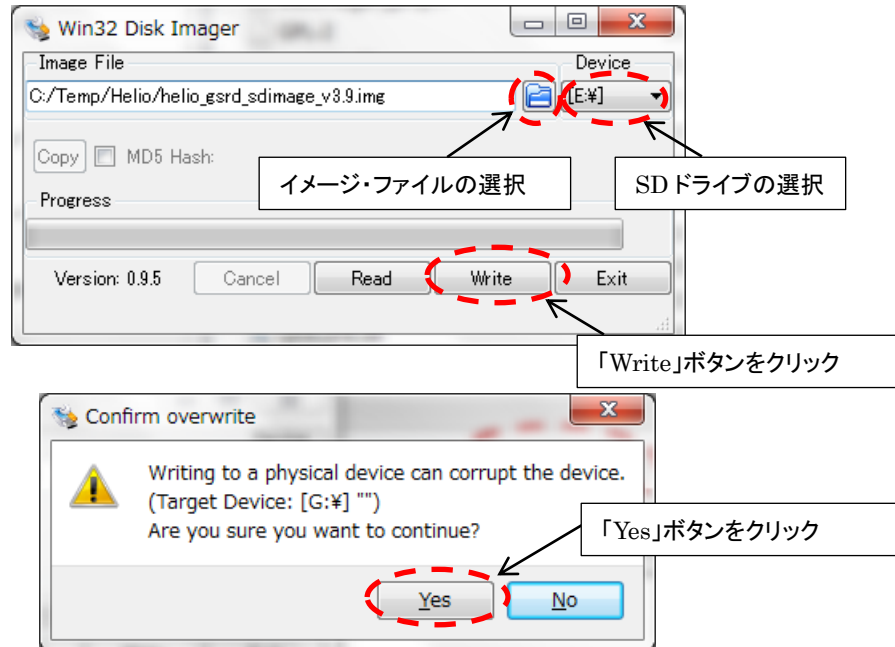 Win32 Disk Imager
Image File
Device
C:/Temp/Helio/helio_gsrd_sdimage_v3.9.img
[E:¥]
Copy
MD5 Hash:
イメージ・ファイルの選択
SDドライブの選択
Progress
Version: 0.9.5
Cancel
Read
Write
Exit
「Write」ボタンをクリック
Confirm overwrite
Writing to a physical device can corrupt the device.
(Target Device: [G:¥] "")
Are you sure you want to continue?
「Yes」ボタンをクリック
Yes
No